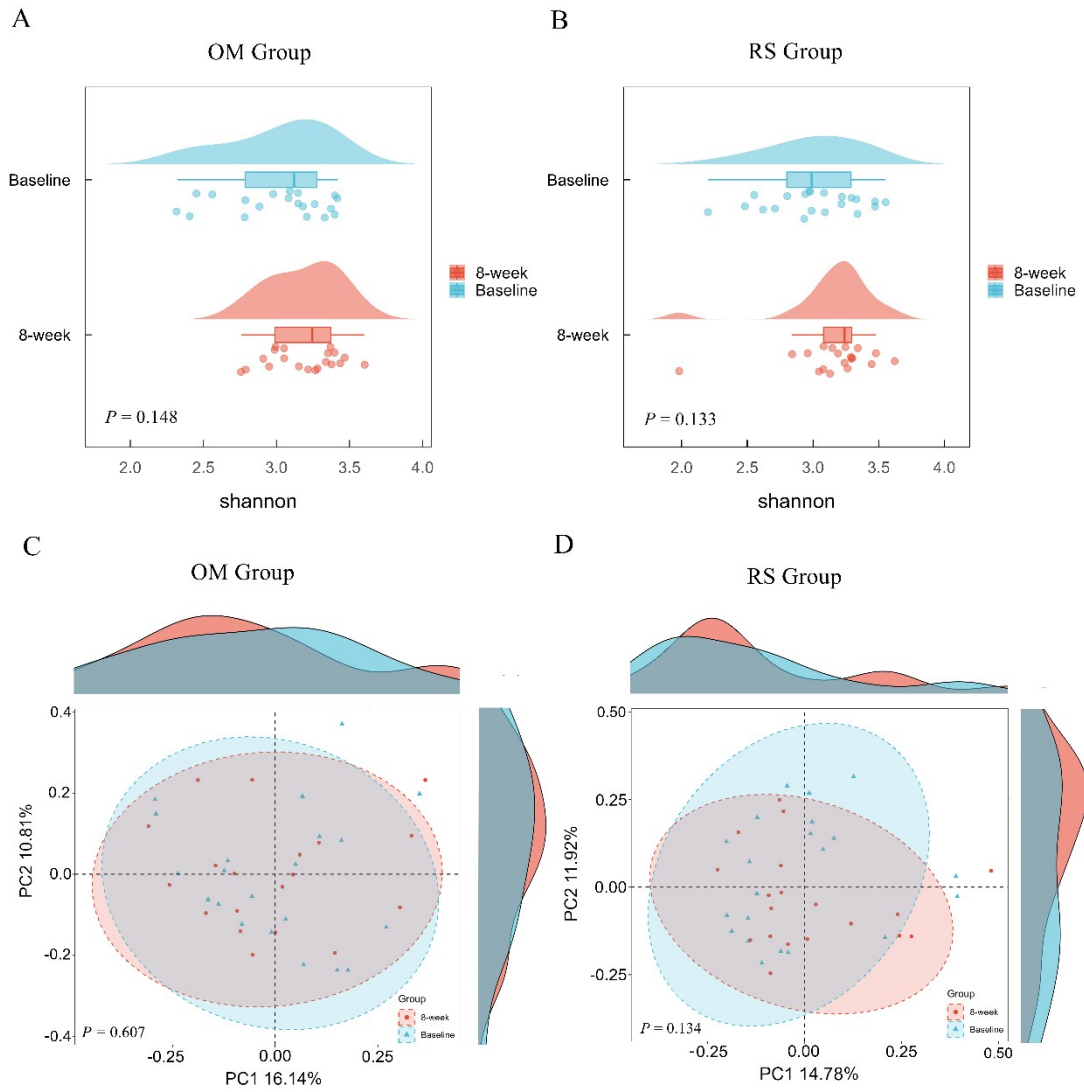 A
OM Group
Baseline
8-week
P = 0.148
2.0 2.5 3.0 3.5 4.0
shannon
8-week
Baseline
B
RS Group
Baseline
8-week
P = 0.133
2.0 2.5 3.0 3.5 4.0
shannon
8-week
Baseline
C
OM Group
PC2 10.81%
0.4
0.2
0.0
-0.2
-0.4
P = 0.607
Group
8-week
Baseline
-0.25 0.00 0.25
PC1 16.14%
D
RS Group
PC2 11.92%
0.50
0.25
0.00
-0.25
P = 0.134
Group
8-week
Baseline
-0.25 0.00 0.25 0.50
PC1 14.78%